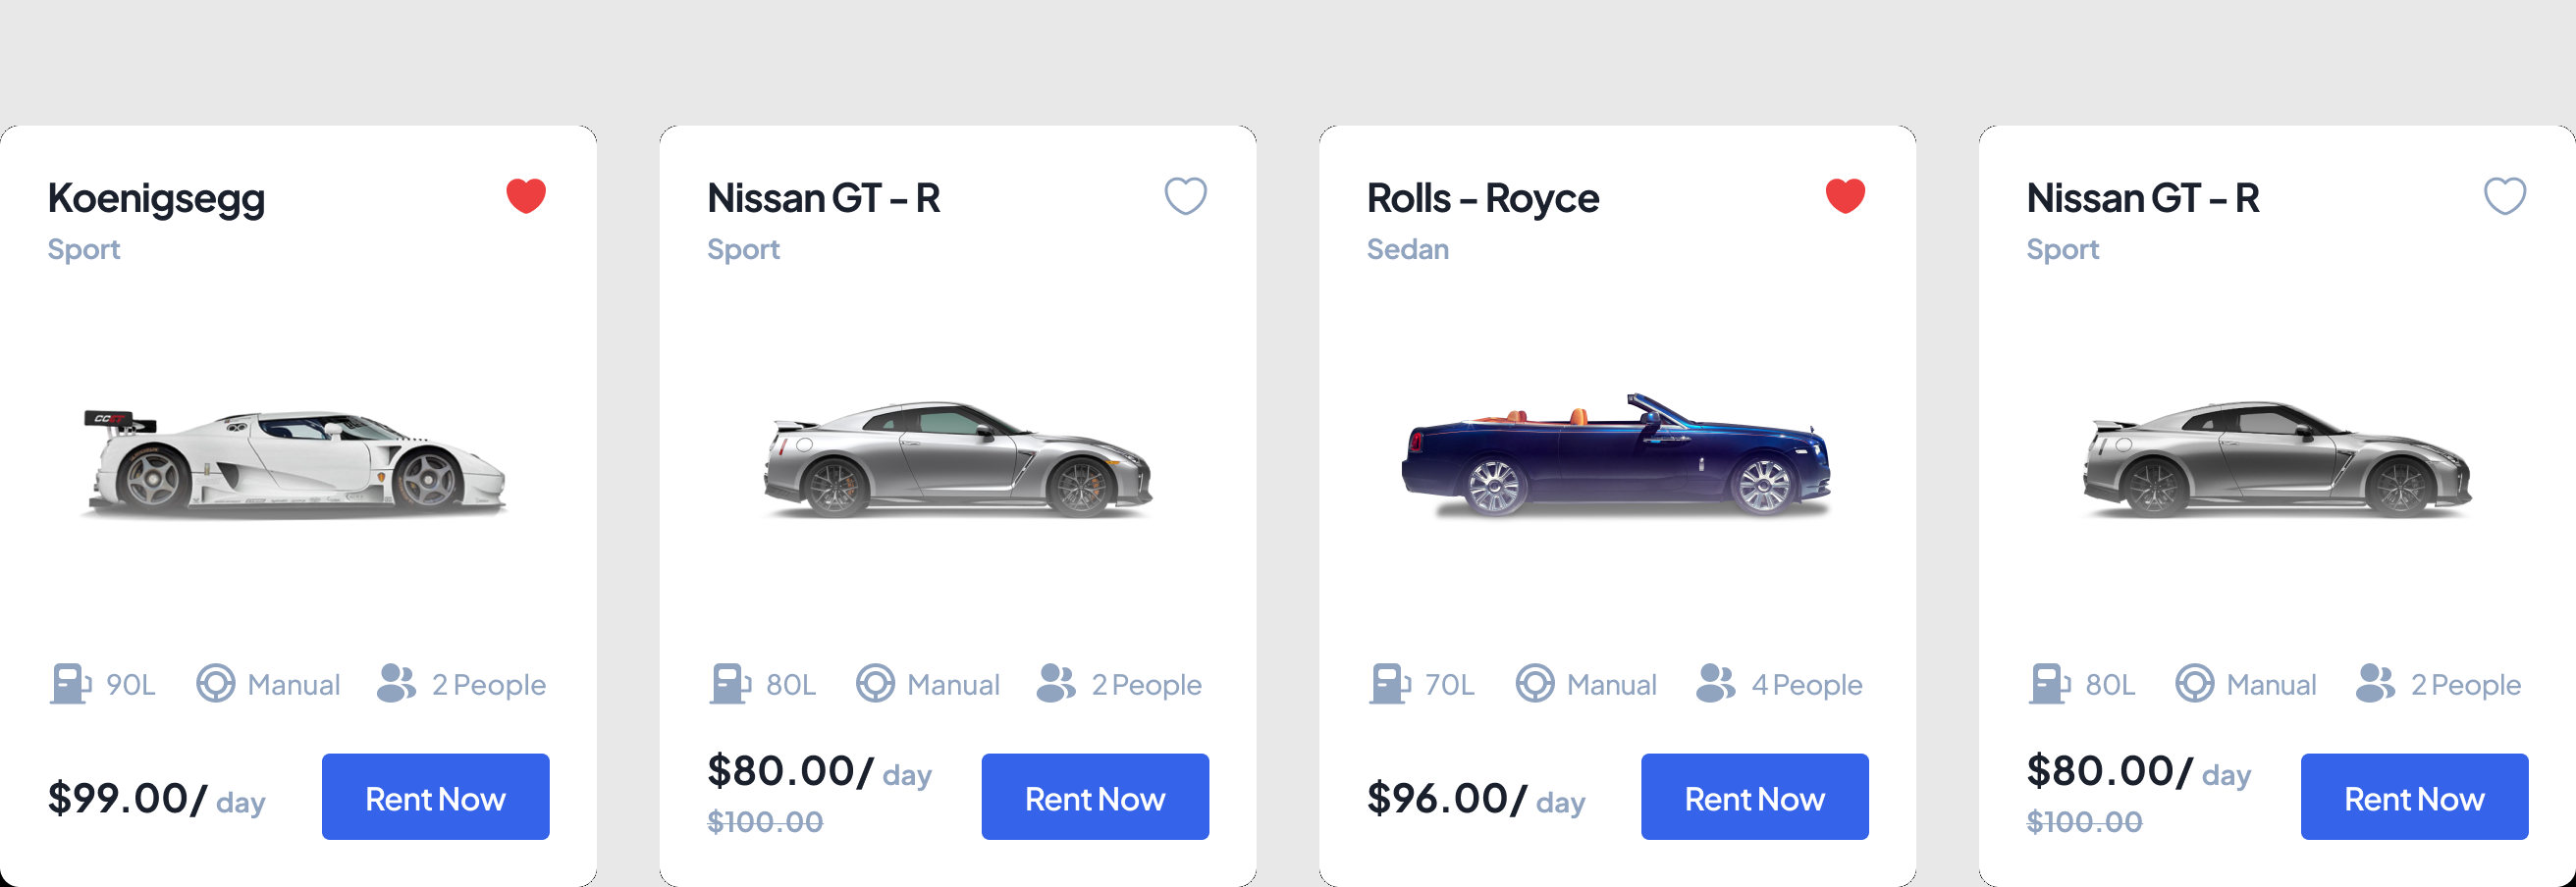 Koenigsegg
Sport
90L Manual 2 People
$99.00/ day
Rent Now
Nissan GT - R
Sport
80L Manual 2 People
$80.00/ day
$100.00
Rent Now
Rolls - Royce
Sedan
70L Manual 4 People
$96.00/ day
Rent Now
Nissan GT - R
Sport
80L Manual 2 People
$80.00/ day
$100.00
Rent Now